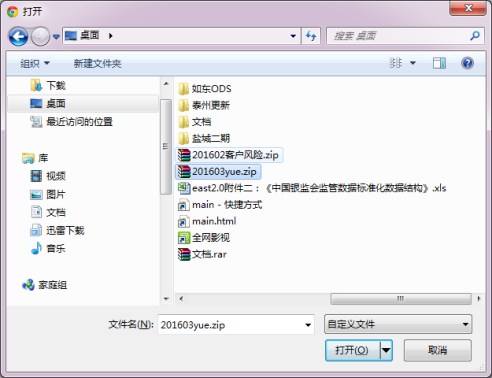 打开
桌面
搜索 桌面
组织
新建文件夹
下载
桌面
最近访问的位置
库
视频
图片
文档
迅雷下载
音乐
家庭组
如东ODS
泰州更新
文档
盐城二期
201602客户风险.zip
201603yue.zip
east2.0附件二：《中国银监会监管数据标准化数据结构》.xls
main - 快捷方式
main.html
全网影视
文档.rar
文件名(N):
201603yue.zip
自定义文件
打开(O)
取消